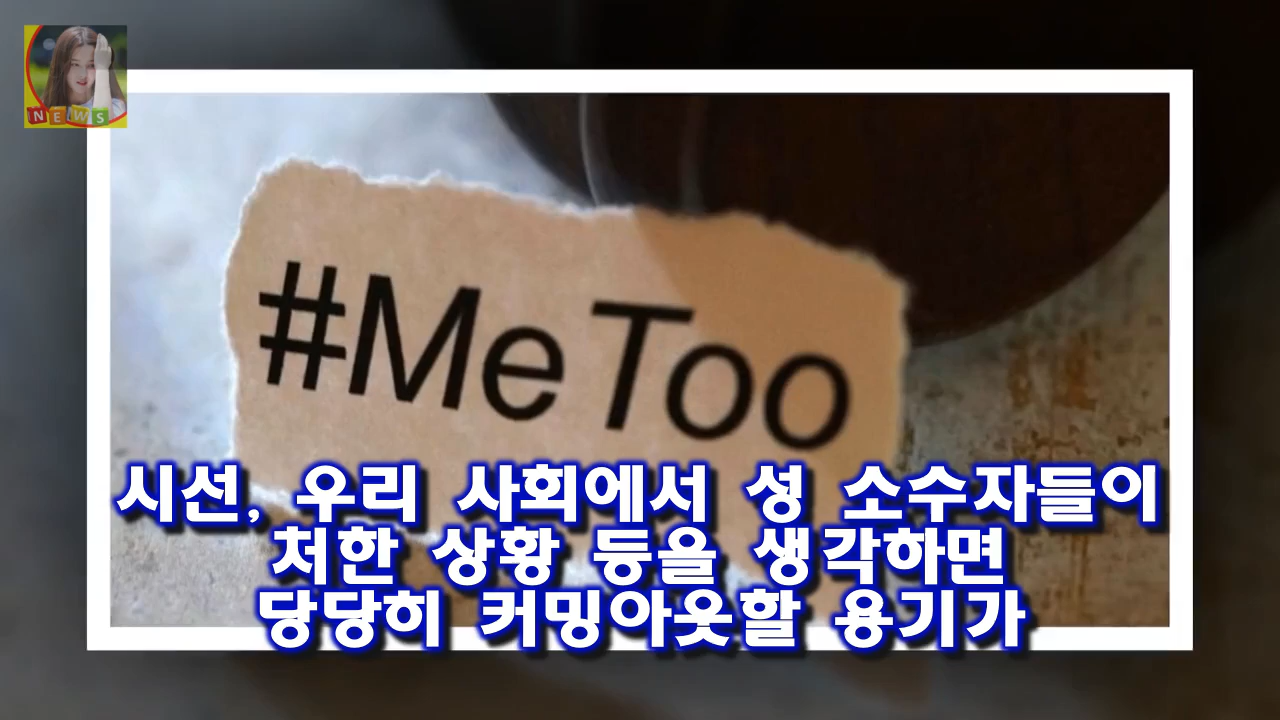 NEWS
#MeToo
시선, 우리 사회에서 성 소수자들이
처한 상황 등을 생각하면
당당히 커밍아웃할 용기가